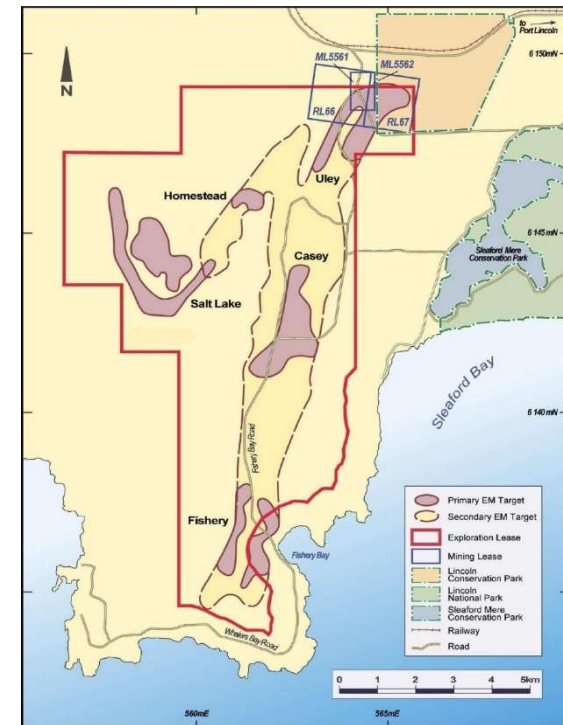 to
Port Lincoln
ML5561
ML5562
6 150mN
N
RL66
RL67
Uley
Homestead
6 145mN
Casey
Sleaford Mere
Conservation Park
Salt Lake
Sleaford Bay
6 140mN
Fishery Bay Road
Fishery
Fishery Bay
Whalers Bay Road
Primary EM Target
Secondary EM Target
Exploration Lease
Mining Lease
Lincoln
Conservation Park
Lincoln
National Park
Sleaford Mere
Conservation Park
Railway
Road
0 1 2 3 4 5km
560mE
565mE